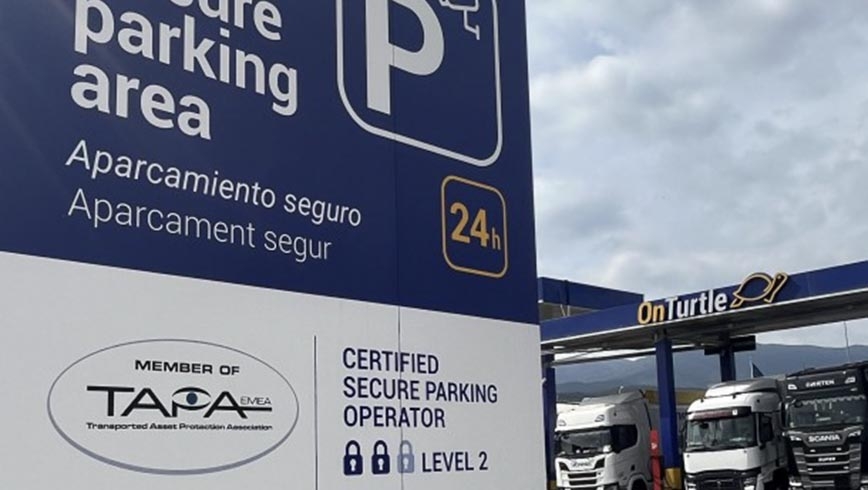 parking
area
Aparcamiento seguro
Aparcament segur
P
24h
MEMBER OF
TAPA EMEA
Transported Asset Protection Association
CERTIFIED
SECURE PARKING
OPERATOR
LEVEL 2
OnTurtle
SCANIA